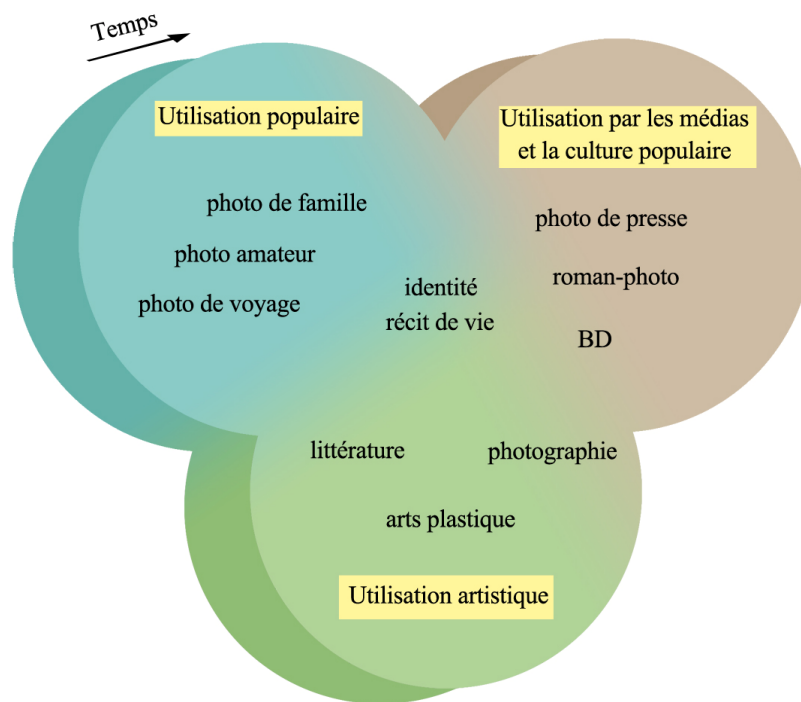 Temps
Utilisation populaire
Utilisation par les médias
et la culture populaire
photo de famille
photo amateur
photo de voyage
photo de presse
roman-photo
BD
identité
récit de vie
littérature
photographie
arts plastique
Utilisation artistique